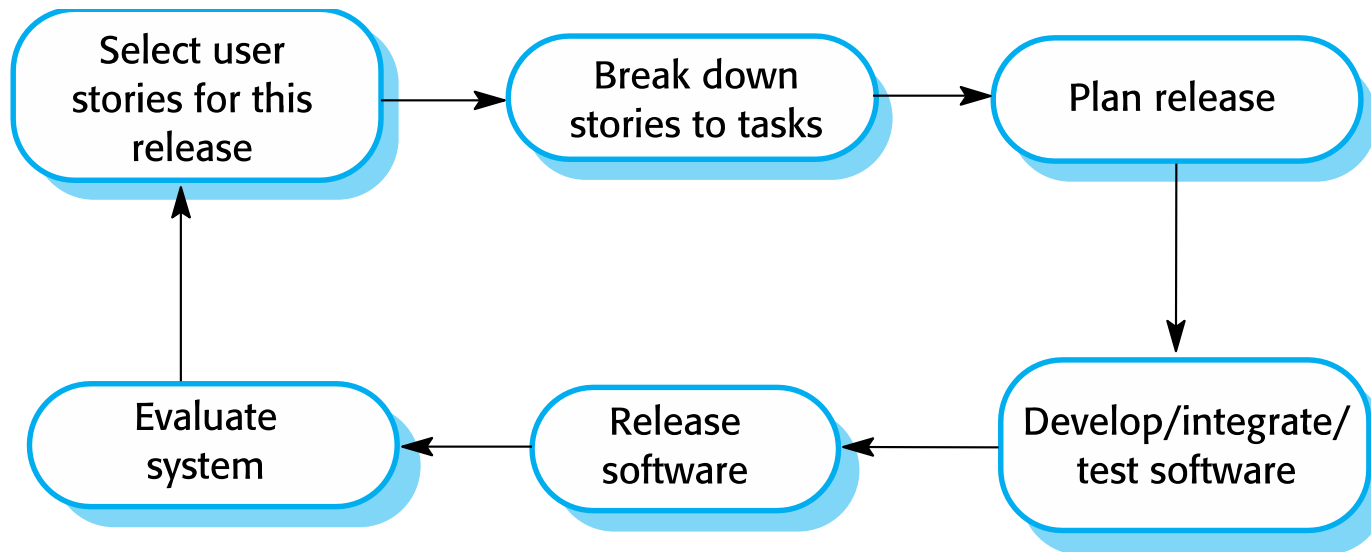 Select user
stories for this
release
Break down
stories to tasks
Plan release
Evaluate
system
Release
software
Develop/integrate/
test software